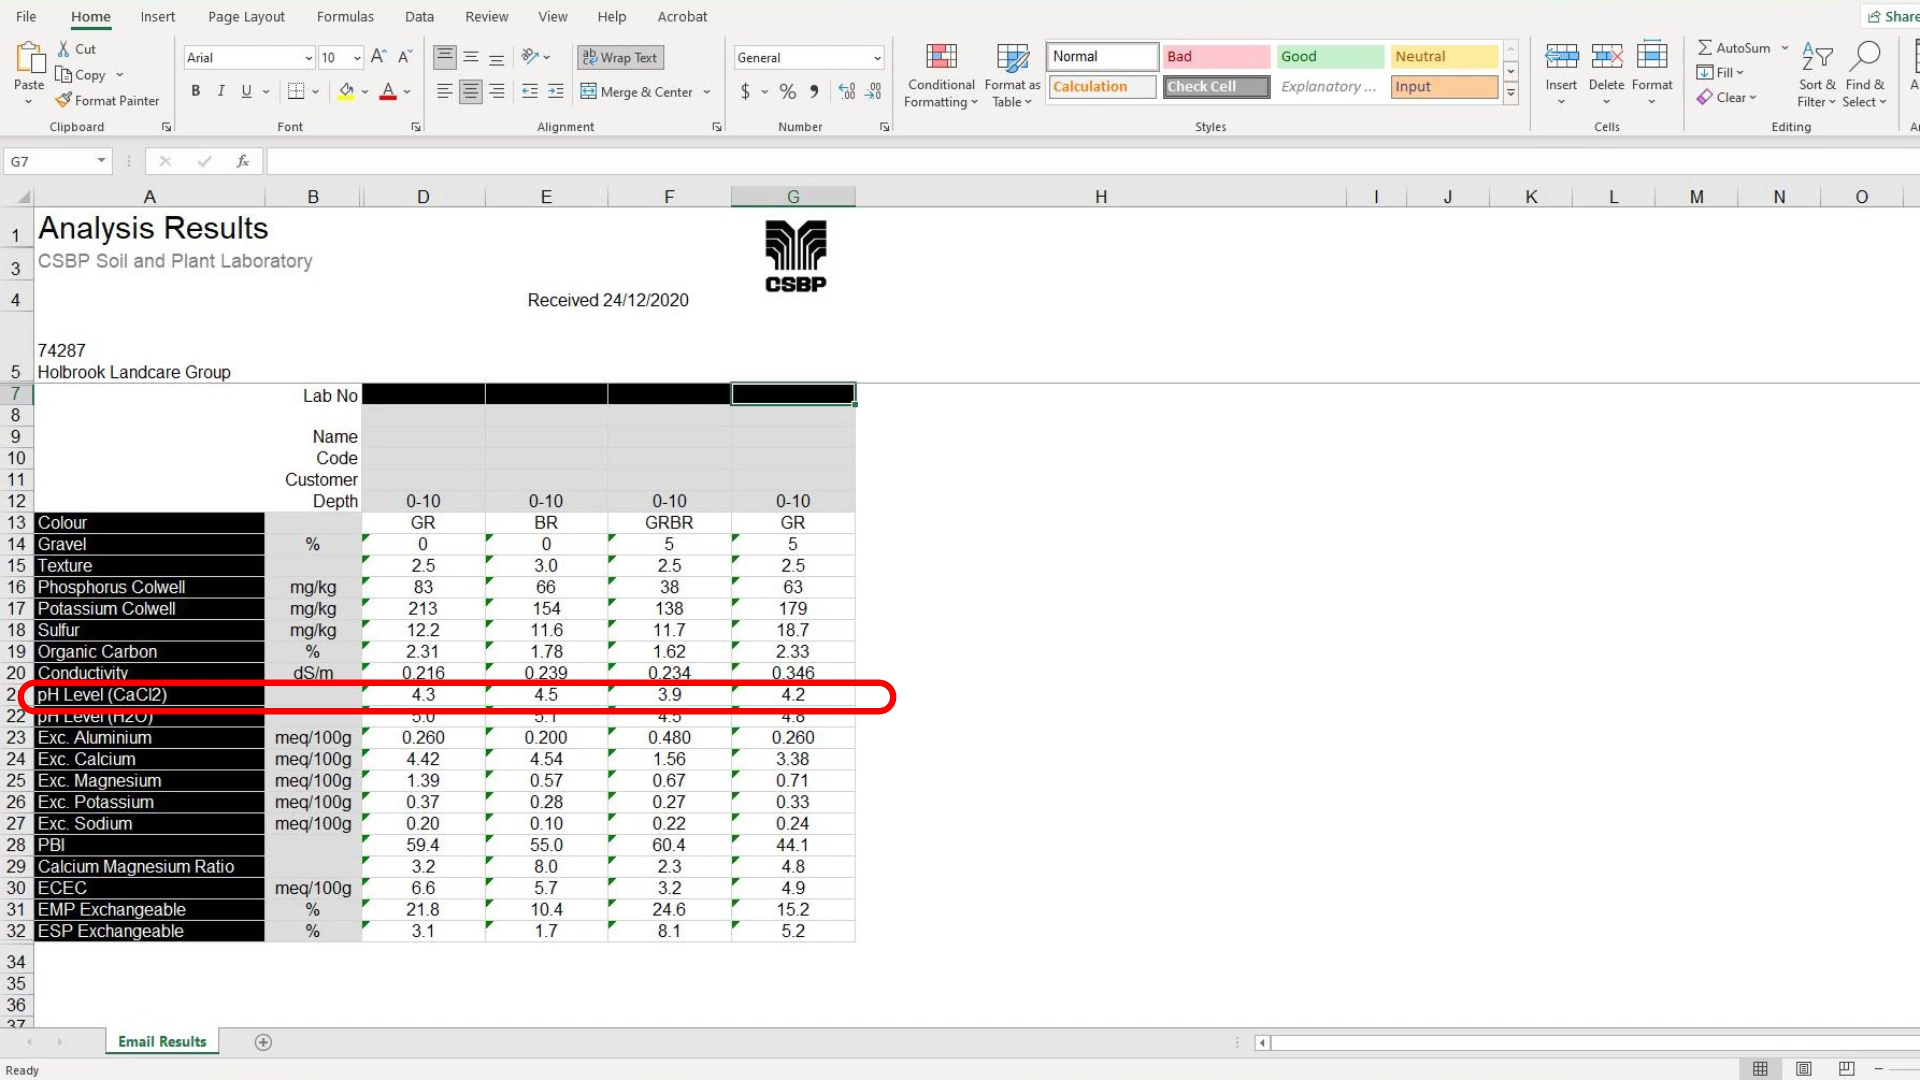 File Home Insert Page Layout Formulas Data Review View Help Acrobat Share
Cut
Copy
Format Painter
Paste
Clipboard
Arial 10
B I U
Font
Wrap Text
Merge & Center
Alignment
General
$ %
Number
Conditional Formatting
Format as Table
Normal Bad Good Neutral
Calculation Check Cell Explanatory ... Input
Styles
Insert Delete Format
Cells
AutoSum
Fill
Clear
Sort & Filter
Find & Select
Editing
G7 fx
A B D E F G H I J K L M N O
1 Analysis Results
3 CSBP Soil and Plant Laboratory
CSBP
4 Received 24/12/2020
74287
5 Holbrook Landcare Group
7 Lab No
8
9 Name
10 Code
11 Customer
12 Depth 0-10 0-10 0-10 0-10
13 Colour GR BR GRBR GR
14 Gravel % 0 0 5 5
15 Texture 2.5 3.0 2.5 2.5
16 Phosphorus Colwell mg/kg 83 66 38 63
17 Potassium Colwell mg/kg 213 154 138 179
18 Sulfur mg/kg 12.2 11.6 11.7 18.7
19 Organic Carbon % 2.31 1.78 1.62 2.33
20 Conductivity dS/m 0.216 0.239 0.234 0.346
2 pH Level (CaCl2) 4.3 4.5 3.9 4.2
22 pH Level (H2O) 5.0 5.1 4.5 4.8
23 Exc. Aluminium meq/100g 0.260 0.200 0.480 0.260
24 Exc. Calcium meq/100g 4.42 4.54 1.56 3.38
25 Exc. Magnesium meq/100g 1.39 0.57 0.67 0.71
26 Exc. Potassium meq/100g 0.37 0.28 0.27 0.33
27 Exc. Sodium meq/100g 0.20 0.10 0.22 0.24
28 PBI 59.4 55.0 60.4 44.1
29 Calcium Magnesium Ratio 3.2 8.0 2.3 4.8
30 ECEC meq/100g 6.6 5.7 3.2 4.9
31 EMP Exchangeable % 21.8 10.4 24.6 15.2
32 ESP Exchangeable % 3.1 1.7 8.1 5.2
34
35
36
37
Email Results
Ready